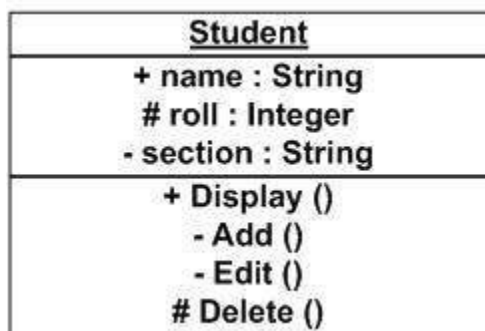 Student
+ name : String
# roll : Integer
- section : String
+ Display ()
- Add ()
- Edit ()
# Delete ()